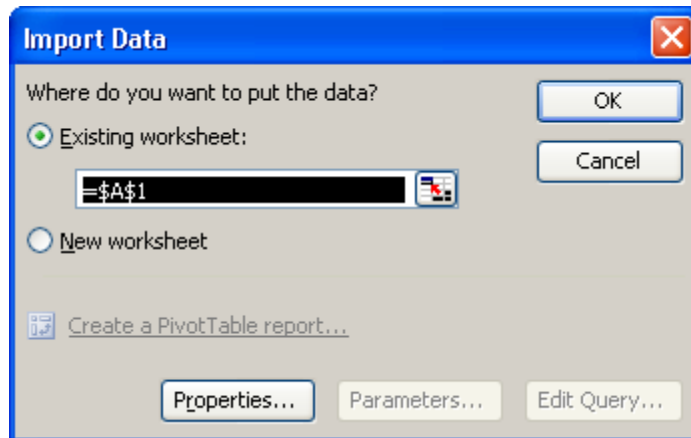 Import Data
Where do you want to put the data?
OK
Existing worksheet:
Cancel
=$A$1
New worksheet
Create a PivotTable report...
Properties... Parameters... Edit Query...